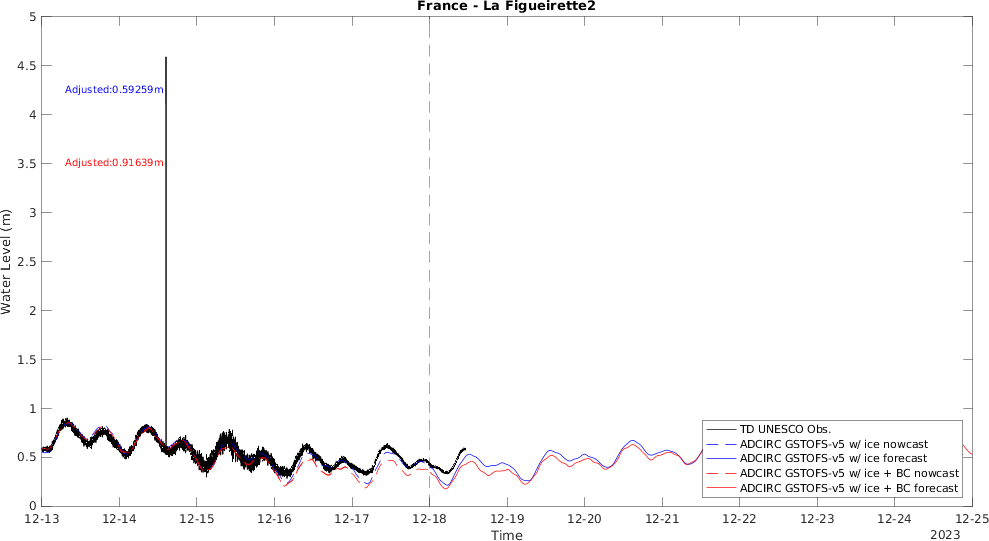 France - La Figueirette2
5
4.5
4
3.5
3
2.5
2
1.5
1
0.5
0
Water Level (m)
Adjusted:0.59259m
Adjusted:0.91639m
TD UNESCO Obs.
ADCIRC GSTOFS-v5 w/ ice nowcast
ADCIRC GSTOFS-v5 w/ ice forecast
ADCIRC GSTOFS-v5 w/ ice + BC nowcast
ADCIRC GSTOFS-v5 w/ ice + BC forecast
12-13 12-14 12-15 12-16 12-17 12-18 12-19 12-20 12-21 12-22 12-23 12-24 12-25
Time
2023